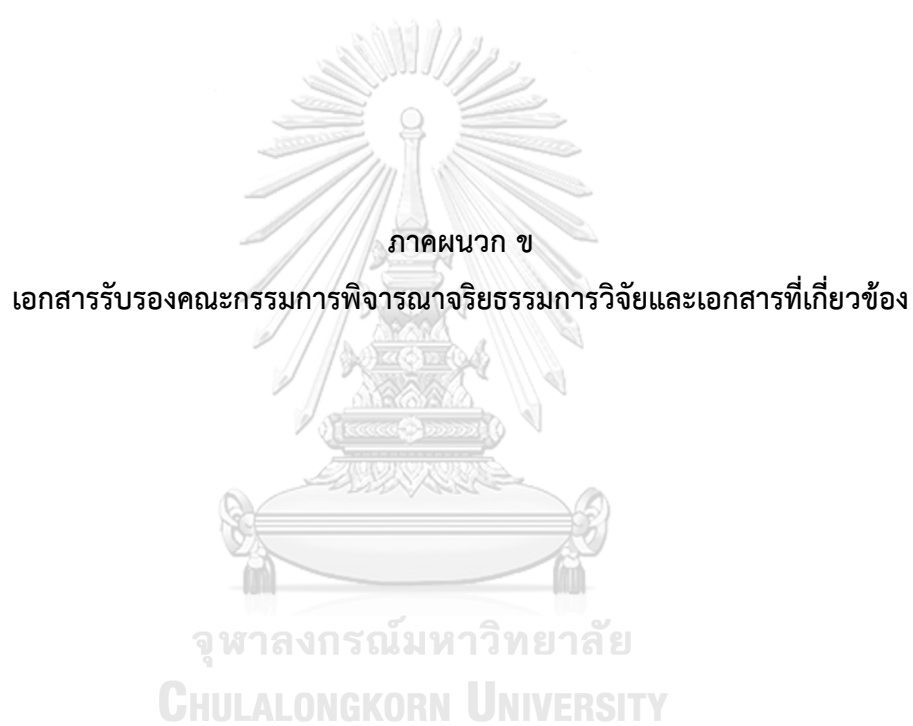 ภาคผนวก ข
เอกสารรับรองคณะกรรมการพิจารณาจริยธรรมการวิจัยและเอกสารที่เกี่ยวข้อง
จุฬาลงกรณ์มหาวิทยาลัย
CHULALONGKORN UNIVERSITY